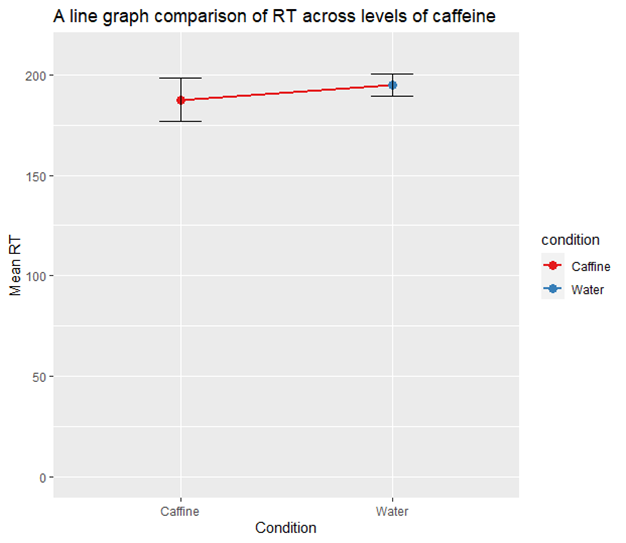 A line graph comparison of RT across levels of caffeine
200
150
100
50
0
Mean RT
Caffine
Water
Condition
condition
Caffine
Water